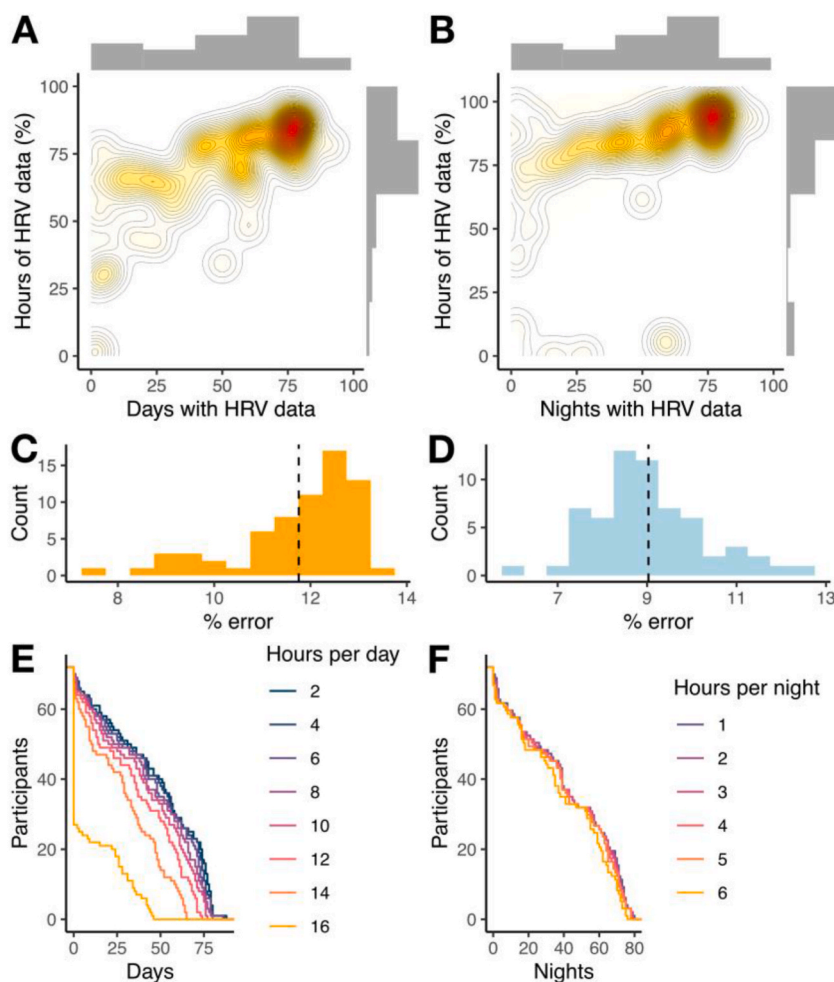 A
B
100
75
50
25
0
Hours of HRV data (%)
0 25 50 75 100
Days with HRV data
100
75
50
25
0
Hours of HRV data (%)
0 25 50 75 100
Nights with HRV data
C
15
10
5
0
Count
8 10 12 14
% error
D
10
5
0
Count
7 9 11 13
% error
E
60
40
20
0
Participants
0 25 50 75
Days
Hours per day
2
4
6
8
10
12
14
16
F
60
40
20
0
Participants
0 20 40 60 80
Nights
Hours per night
1
2
3
4
5
6